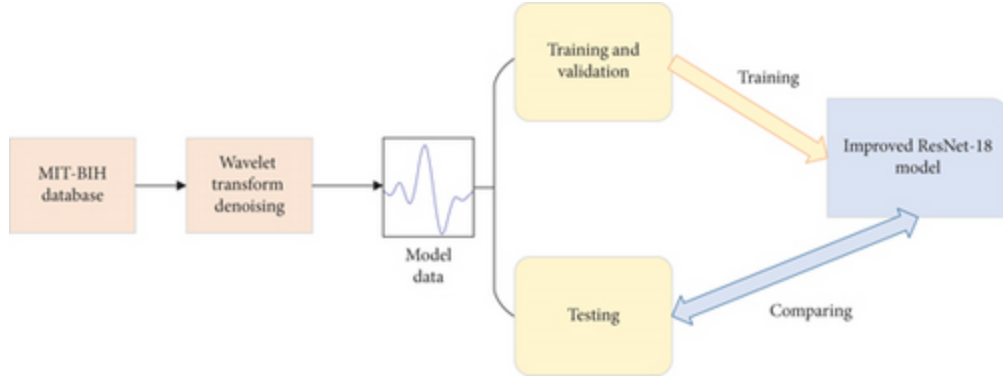 MIT-BIH
database
Wavelet
transform
denoising
Model
data
Training and
validation
Training
Improved ResNet-18
model
Testing
Comparing